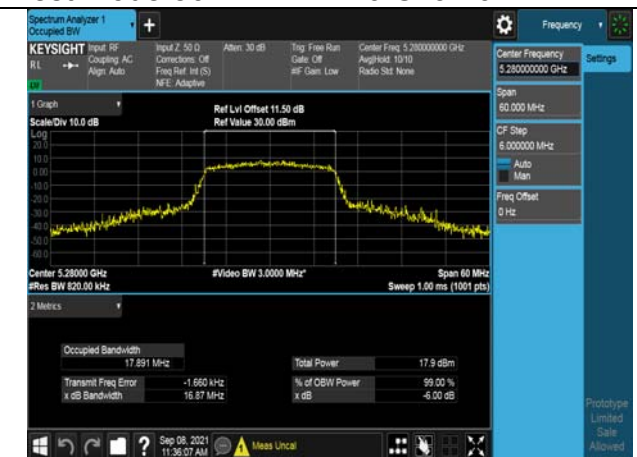 Spectrum Analyzer 1
Occupied BW
+
Frequency
KEYSIGHT
RL
Input: RF
Coupling: AC
Align: Auto
Input Z: 50 Ω
Corrections: Off
Freq Ref: Int (S)
NFE: Adaptive
Atten: 30 dB
Trig: Free Run
Gate: Off
#IF Gain: Low
Center Freq: 5.280000000 GHz
Avg|Hold: 10/10
Radio Std: None
Center Frequency
5.280000000 GHz
Settings
Span
60.000 MHz
CF Step
6.000000 MHz
Auto
Man
Freq Offset
0 Hz
1 Graph
Scale/Div 10.0 dB
Ref Lvl Offset 11.50 dB
Ref Value 30.00 dBm
Log
20.0
10.0
0.00
-10.0
-20.0
-30.0
-40.0
-50.0
-60.0
Center 5.28000 GHz
#Res BW 820.00 kHz
#Video BW 3.0000 MHz*
Span 60 MHz
Sweep 1.00 ms (1001 pts)
2 Metrics
Occupied Bandwidth
17.891 MHz
Total Power
17.9 dBm
Transmit Freq Error
-1.660 kHz
% of OBW Power
99.00 %
x dB Bandwidth
16.87 MHz
x dB
-6.00 dB
Prototype
Limited
Sale
Allowed
?
Sep 08, 2021
11:36:07 AM
Meas Uncal